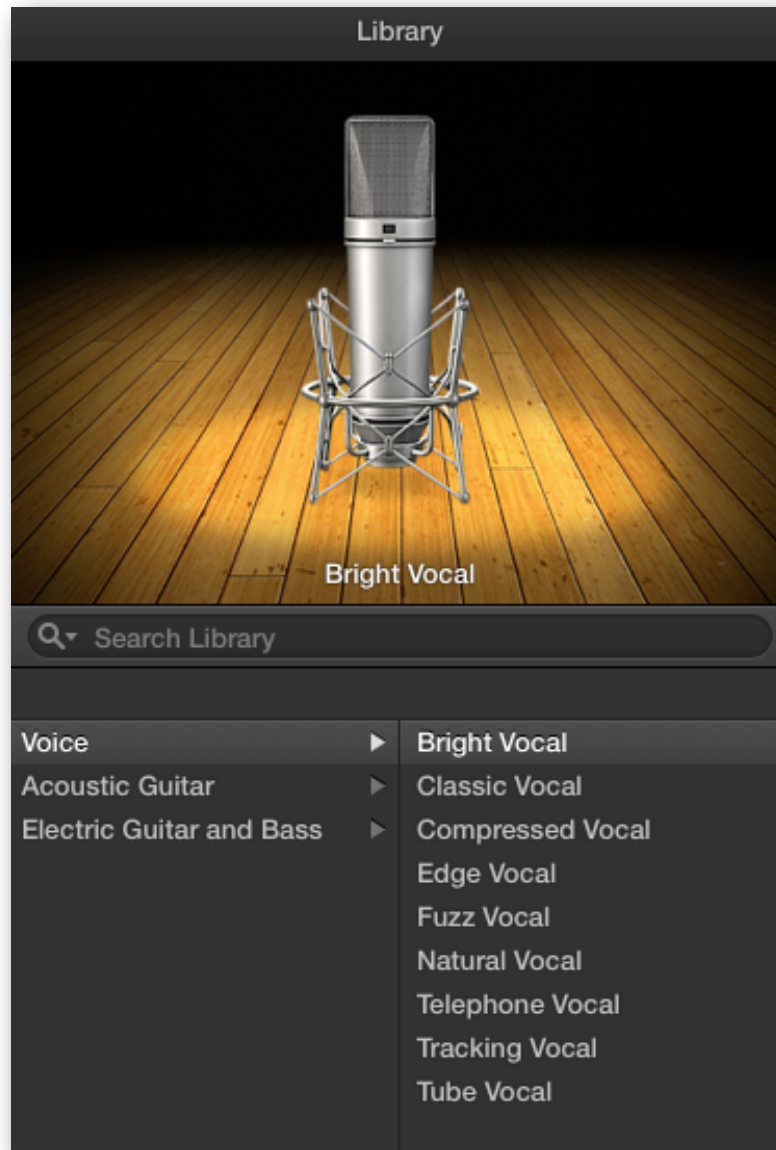 Library
Bright Vocal
Search Library
Voice
Acoustic Guitar
Electric Guitar and Bass
Bright Vocal
Classic Vocal
Compressed Vocal
Edge Vocal
Fuzz Vocal
Natural Vocal
Telephone Vocal
Tracking Vocal
Tube Vocal